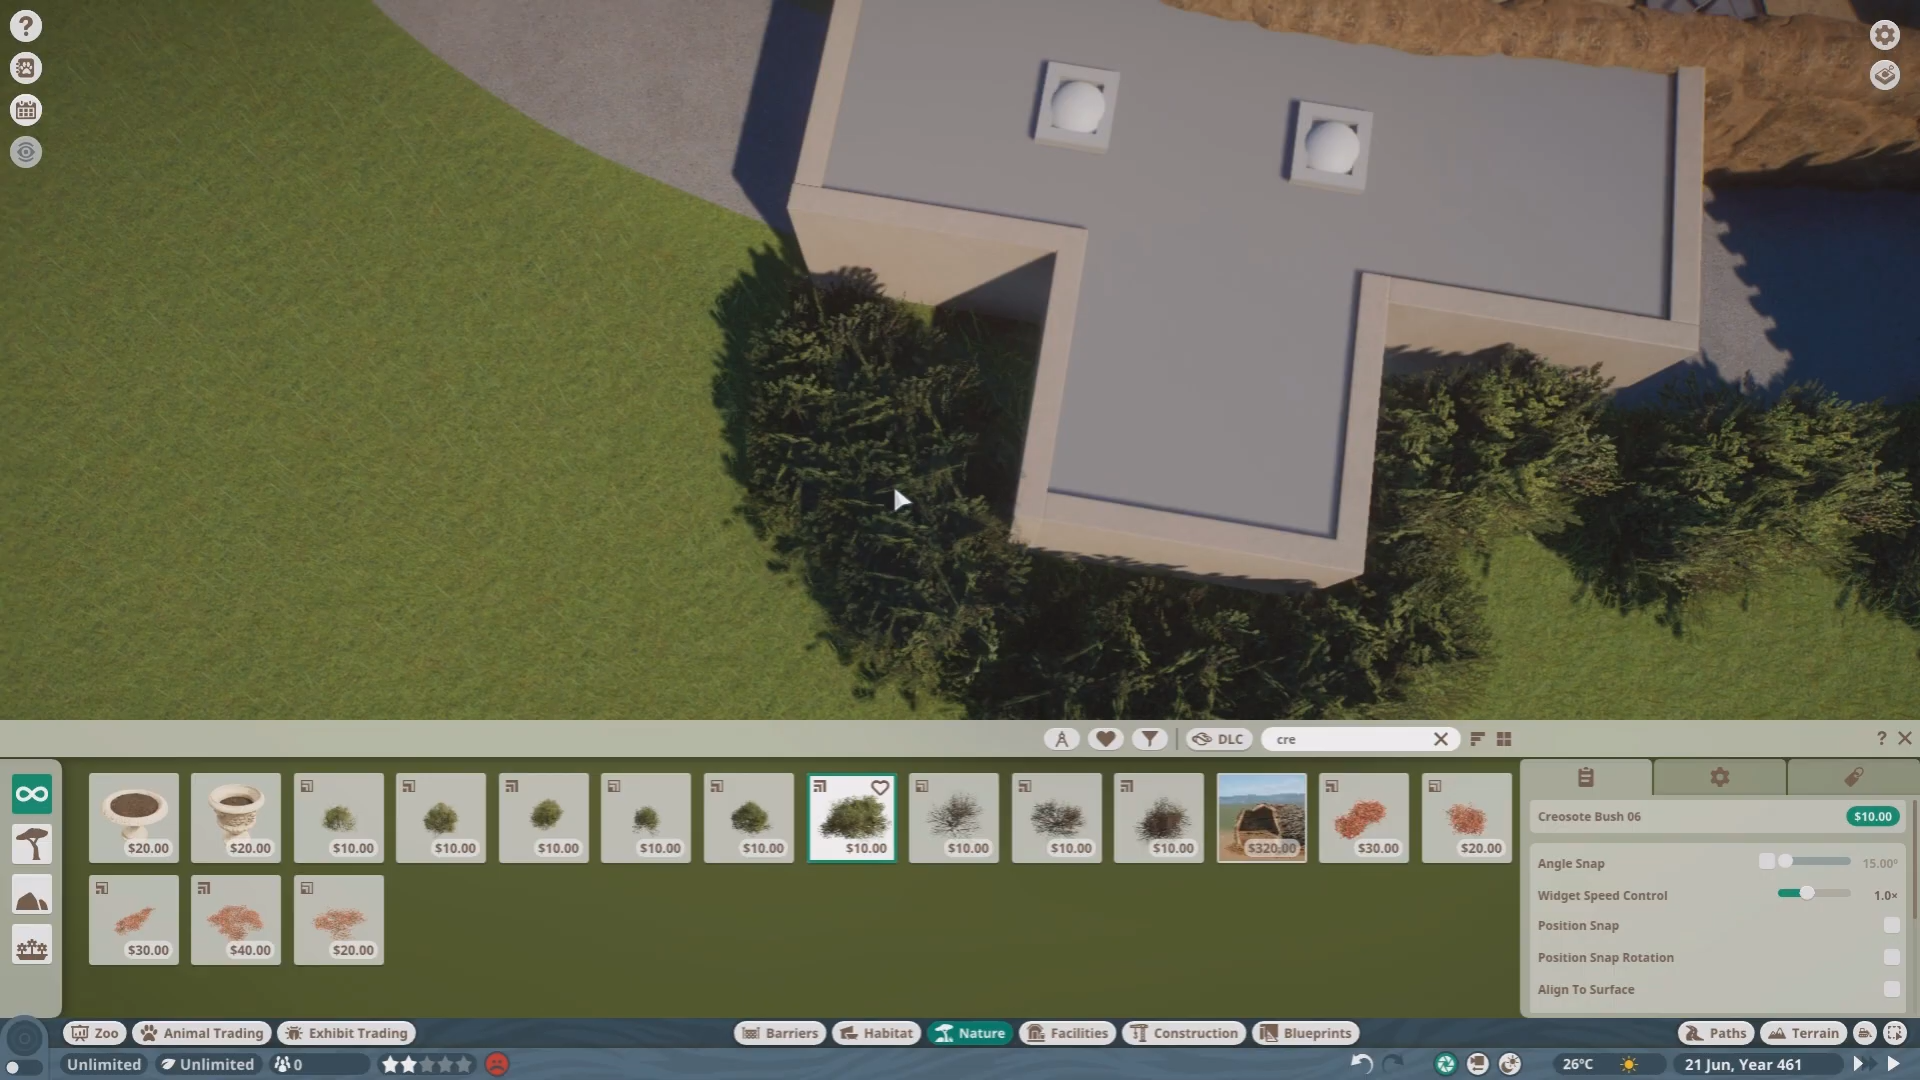 DLC
cre
$20.00
$20.00
$10.00
$10.00
$10.00
$10.00
$10.00
$10.00
$10.00
$10.00
$10.00
$320.00
$30.00
$20.00
$30.00
$40.00
$20.00
Creosote Bush 06 $10.00
Angle Snap 15.00°
Widget Speed Control 1.0×
Position Snap
Position Snap Rotation
Align To Surface
Zoo Animal Trading Exhibit Trading Barriers Habitat Nature Facilities Construction Blueprints Paths Terrain
Unlimited Unlimited 0 26°C 21 Jun, Year 461